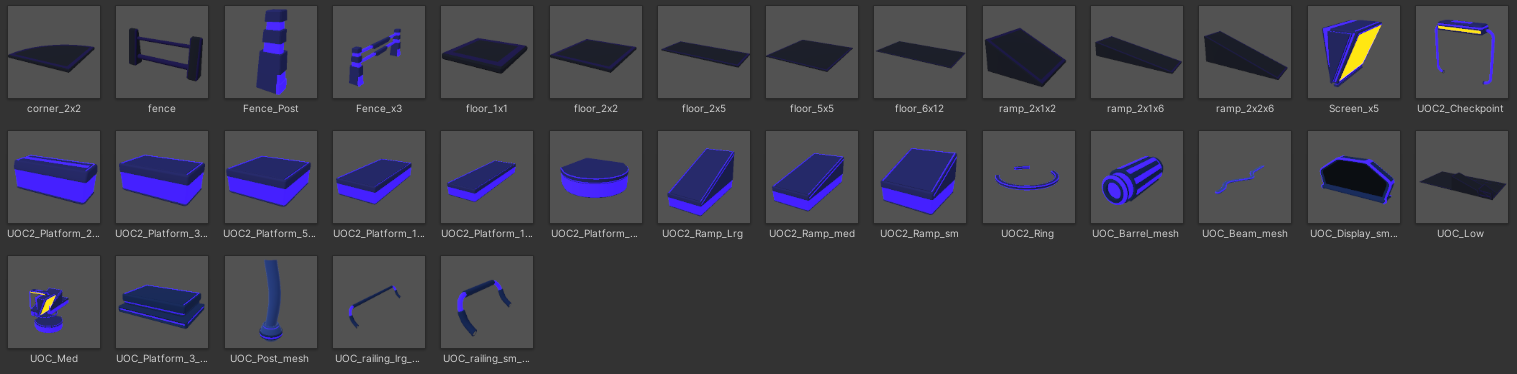 corner_2x2
fence
Fence_Post
Fence_x3
floor_1x1
floor_2x2
floor_2x5
floor_5x5
floor_6x12
ramp_2x1x2
ramp_2x1x6
ramp_2x2x6
Screen_x5
UOC2_Checkpoint
UOC2_Platform_2...
UOC2_Platform_3...
UOC2_Platform_5...
UOC2_Platform_1...
UOC2_Platform_1...
UOC2_Platform_...
UOC2_Ramp_Lrg
UOC2_Ramp_med
UOC2_Ramp_sm
UOC2_Ring
UOC_Barrel_mesh
UOC_Beam_mesh
UOC_Display_sm...
UOC_Low
UOC_Med
UOC_Platform_3_...
UOC_Post_mesh
UOC_railing_lrg_...
UOC_railing_sm_...